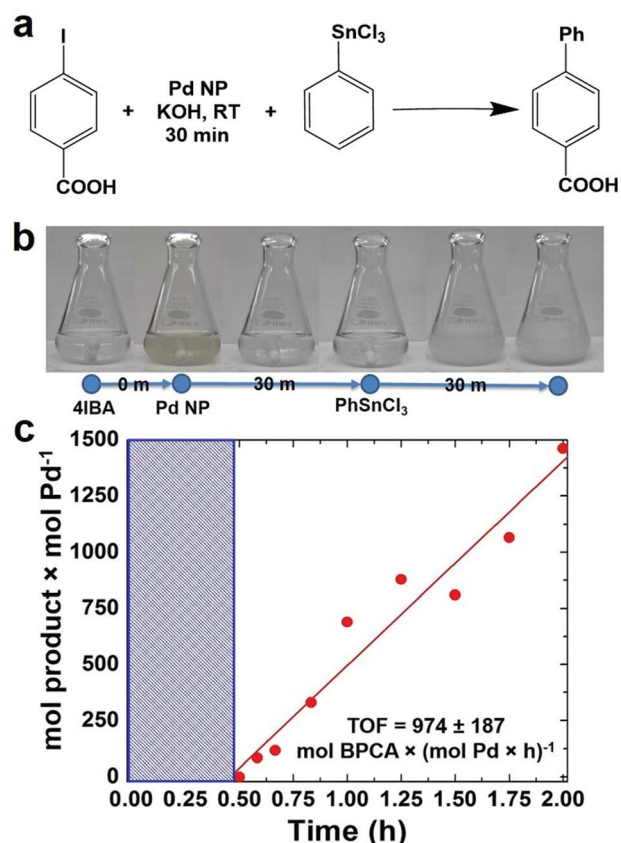 a
I
SnCl3
Ph
Pd NP
+ KOH, RT +
30 min
COOH
COOH
b
0 m 30 m 30 m
4IBA Pd NP PhSnCl3
c
1500
1250
1000
750
500
250
0
mol product × mol Pd-1
TOF = 974 ± 187
mol BPCA × (mol Pd × h)-1
0.00 0.25 0.50 0.75 1.00 1.25 1.50 1.75 2.00
Time (h)